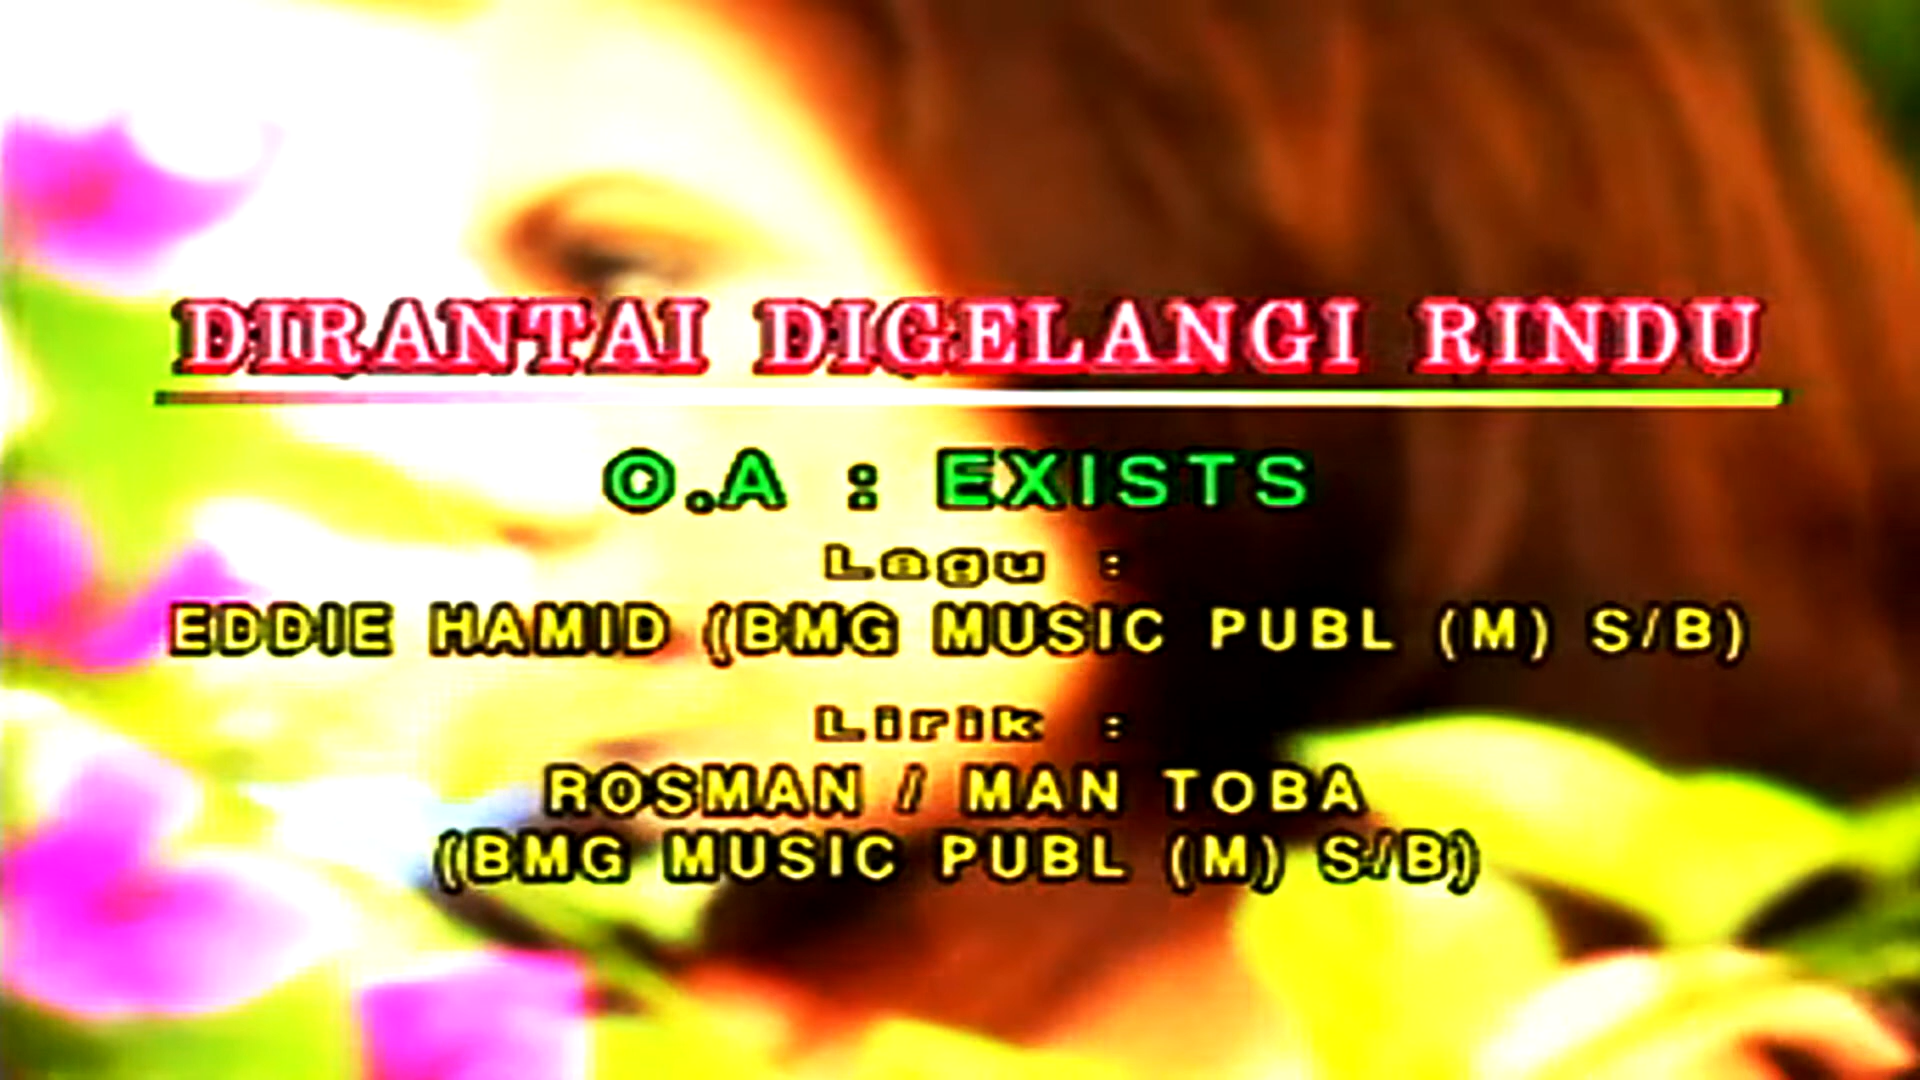 DIRANTAI DIGELANGI RINDU
O.A : EXISTS
Lagu :
EDDIE HAMID (BMG MUSIC PUBL (M) S/B)
Lirik :
ROSMAN / MAN TOBA
(BMG MUSIC PUBL (M) S/B)